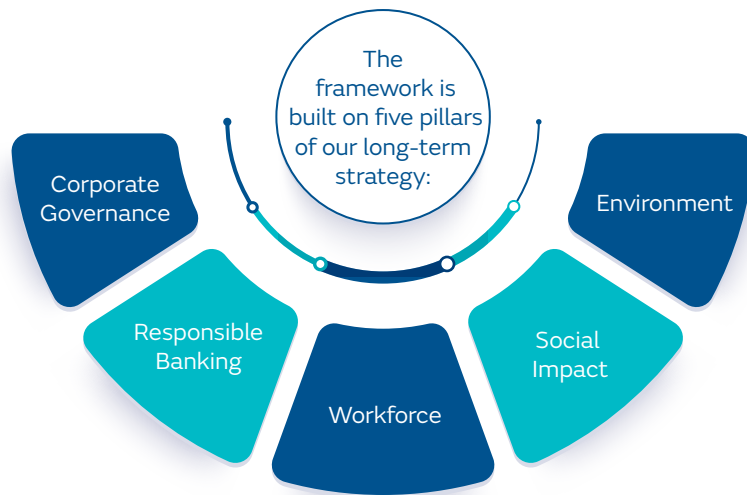 The
framework is
built on five pillars
of our long-term
strategy:
Corporate
Governance
Responsible
Banking
Workforce
Social
Impact
Environment